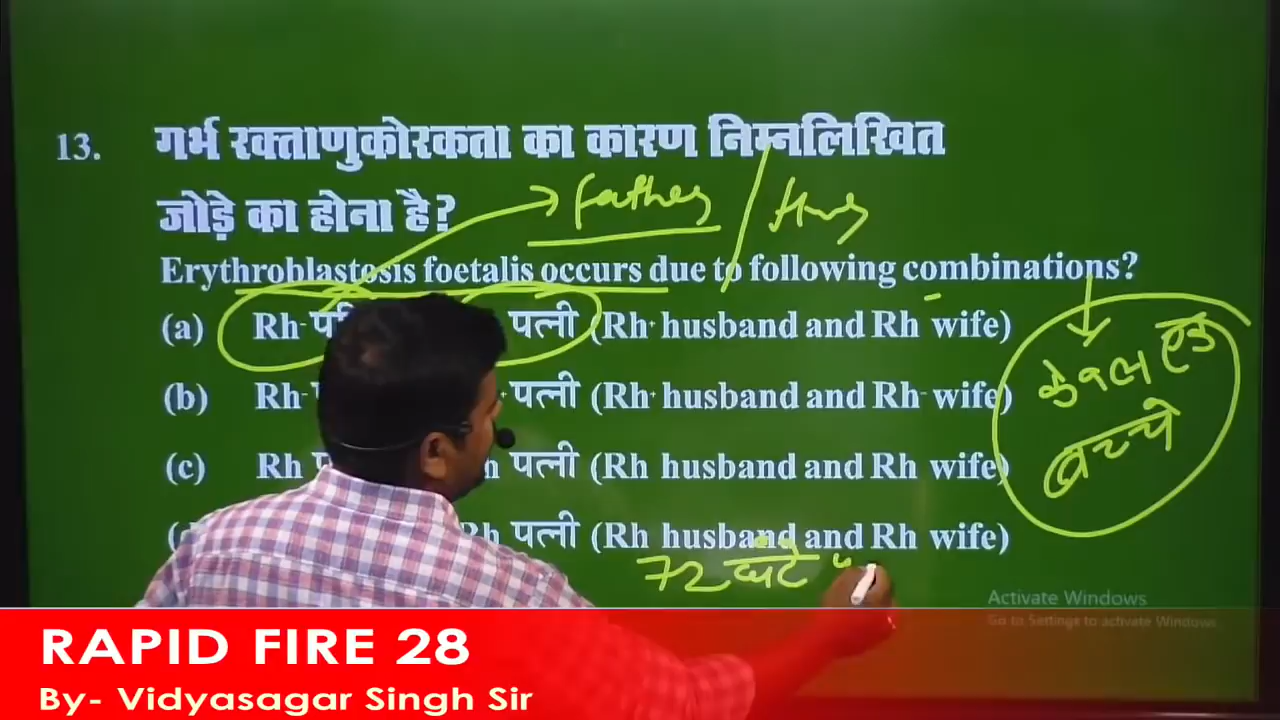 13. गर्भ रक्ताणुकोरकता का कारण निम्नलिखित
जोड़े का होना है?
Father / Hus
Erythroblastosis foetalis occurs due to following combinations?
(a) Rh- पत्नी (Rh+ husband and Rh wife)
(b) Rh- + पत्नी (Rh+ husband and Rh- wife)
(c) Rh पत्नी (Rh husband and Rh wife)
Rh पत्नी (Rh husband and Rh wife)
केवल एक
बच्चे
72 घंटे
Activate Windows
Go to Settings to activate Windows.
RAPID FIRE 28
By- Vidyasagar Singh Sir